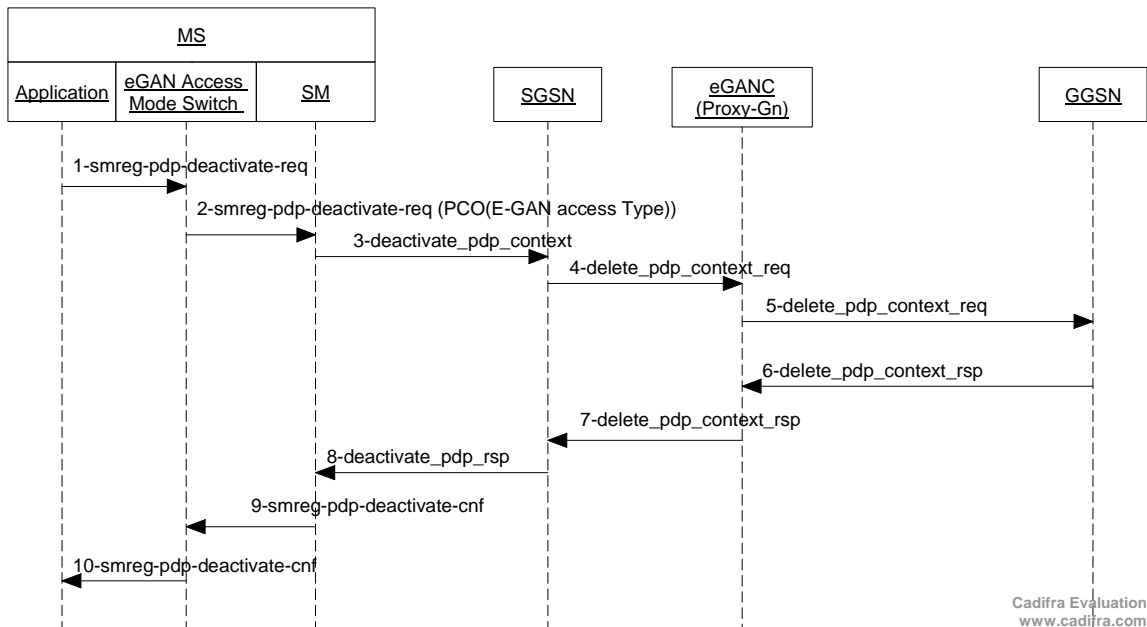 MS
Application
eGAN Access
Mode Switch
SM
SGSN
eGANC
(Proxy-Gn)
GGSN
1-smreg-pdp-deactivate-req
2-smreg-pdp-deactivate-req (PCO(E-GAN access Type))
3-deactivate_pdp_context
4-delete_pdp_context_req
5-delete_pdp_context_req
6-delete_pdp_context_rsp
7-delete_pdp_context_rsp
8-deactivate_pdp_rsp
9-smreg-pdp-deactivate-cnf
10-smreg-pdp-deactivate-cnf
Cadifra Evaluation
www.cadifra.com